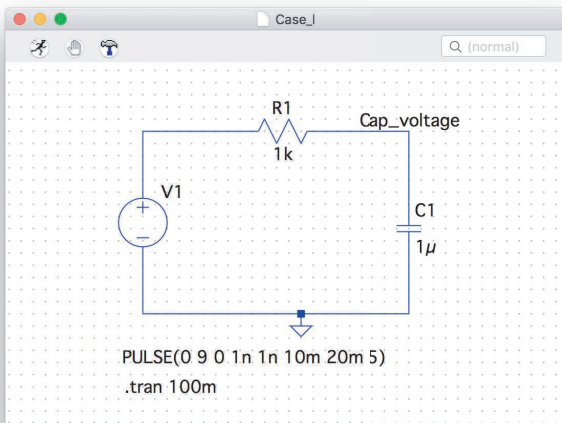 Case_I
(normal)
R1
Cap_voltage
1k
V1
+
−
C1
1µ
PULSE(0 9 0 1n 1n 10m 20m 5)
.tran 100m